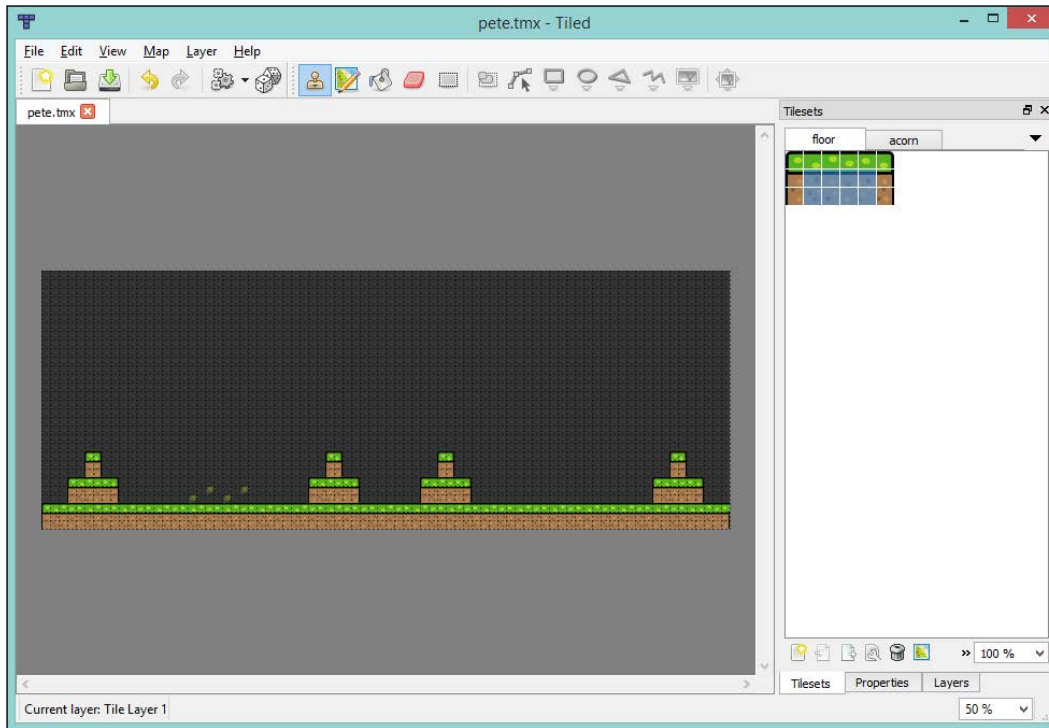 pete.tmx - Tiled
File Edit View Map Layer Help
pete.tmx
Tilesets
floor acorn
» 100 %
Tilesets Properties Layers
Current layer: Tile Layer 1
50 %